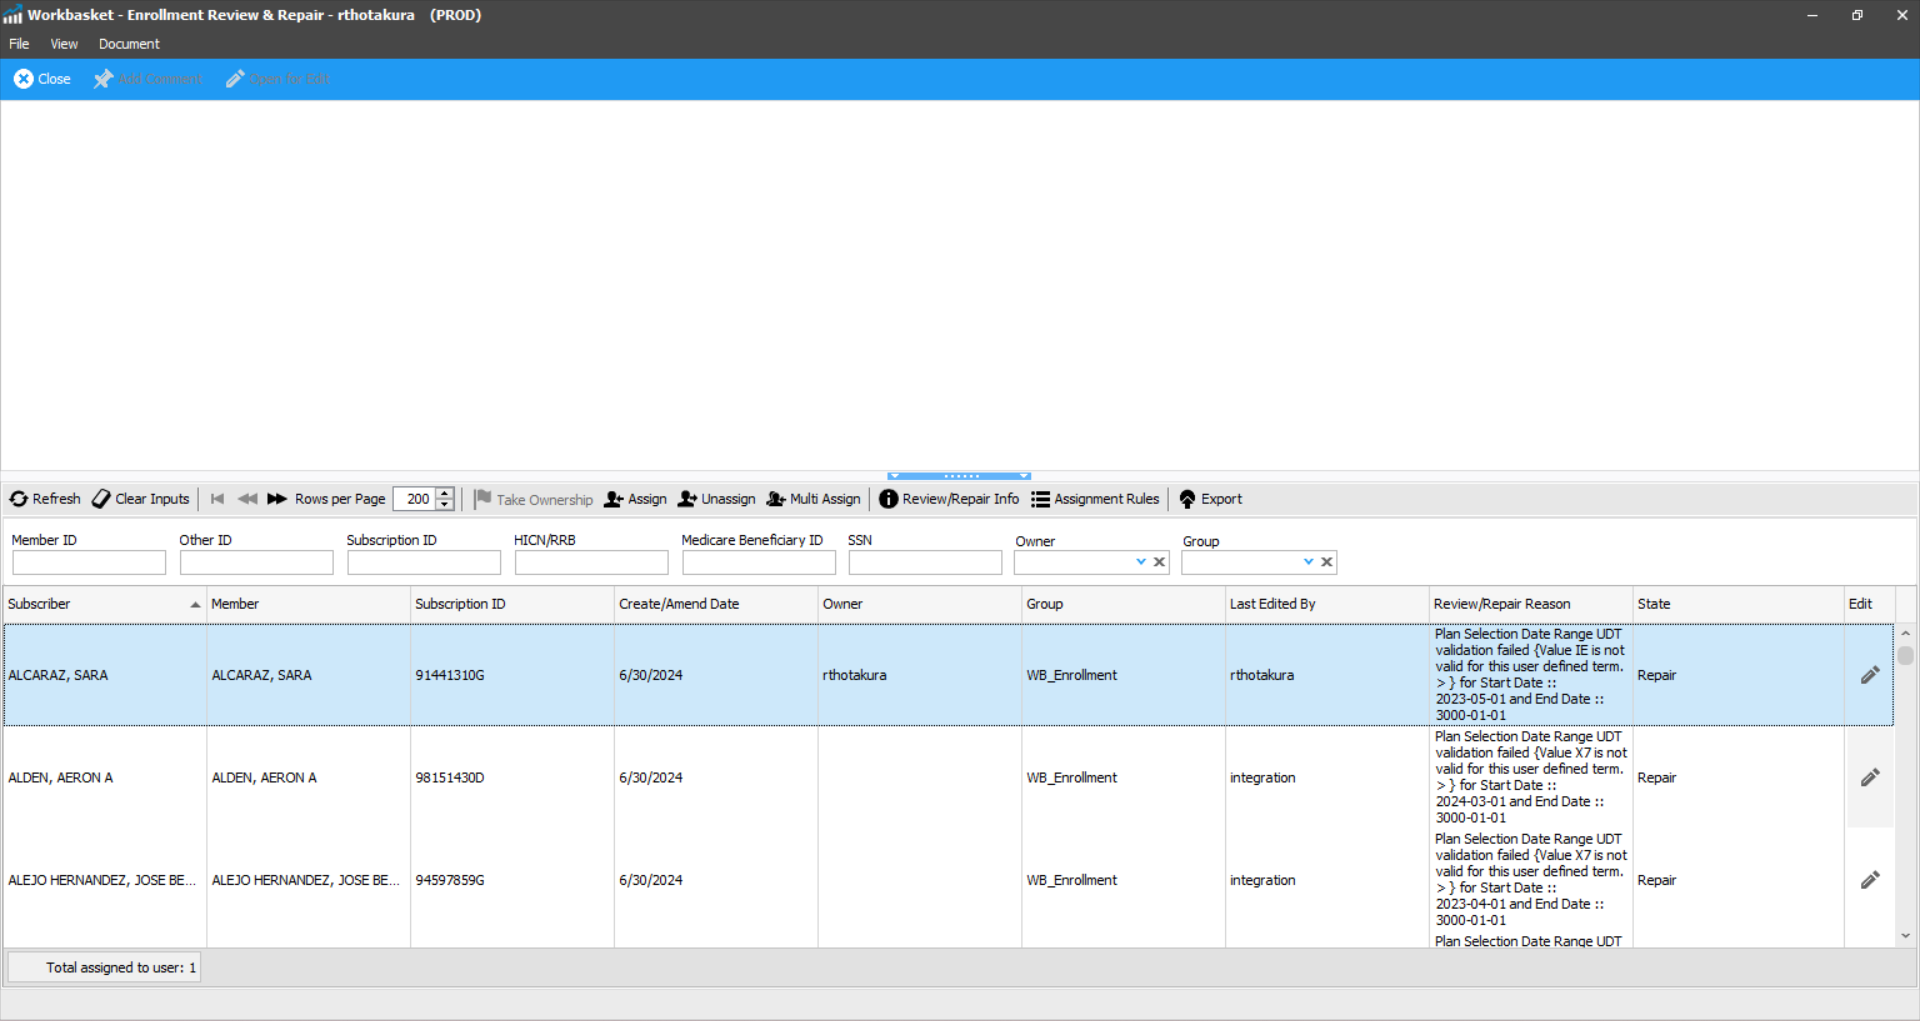 Workbasket - Enrollment Review & Repair - rthotakura (PROD)
File View Document
Close Add Comment Open for Edit
Refresh Clear Inputs Rows per Page 200 Take Ownership Assign Unassign Multi Assign Review/Repair Info Assignment Rules Export
Member ID Other ID Subscription ID HICN/RRB Medicare Beneficiary ID SSN Owner Group
Subscriber Member Subscription ID Create/Amend Date Owner Group Last Edited By Review/Repair Reason State Edit
ALCARAZ, SARA ALCARAZ, SARA 91441310G 6/30/2024 rthotakura WB_Enrollment rthotakura
Plan Selection Date Range UDT
validation failed {Value IE is not
valid for this user defined term.
> } for Start Date ::
2023-05-01 and End Date ::
3000-01-01
Repair
ALDEN, AERON A ALDEN, AERON A 98151430D 6/30/2024 WB_Enrollment integration
Plan Selection Date Range UDT
validation failed {Value X7 is not
valid for this user defined term.
> } for Start Date ::
2024-03-01 and End Date ::
3000-01-01
Repair
ALEJO HERNANDEZ, JOSE BE... ALEJO HERNANDEZ, JOSE BE... 94597859G 6/30/2024 WB_Enrollment integration
Plan Selection Date Range UDT
validation failed {Value X7 is not
valid for this user defined term.
> } for Start Date ::
2023-04-01 and End Date ::
3000-01-01
Repair
Plan Selection Date Range UDT
Total assigned to user: 1